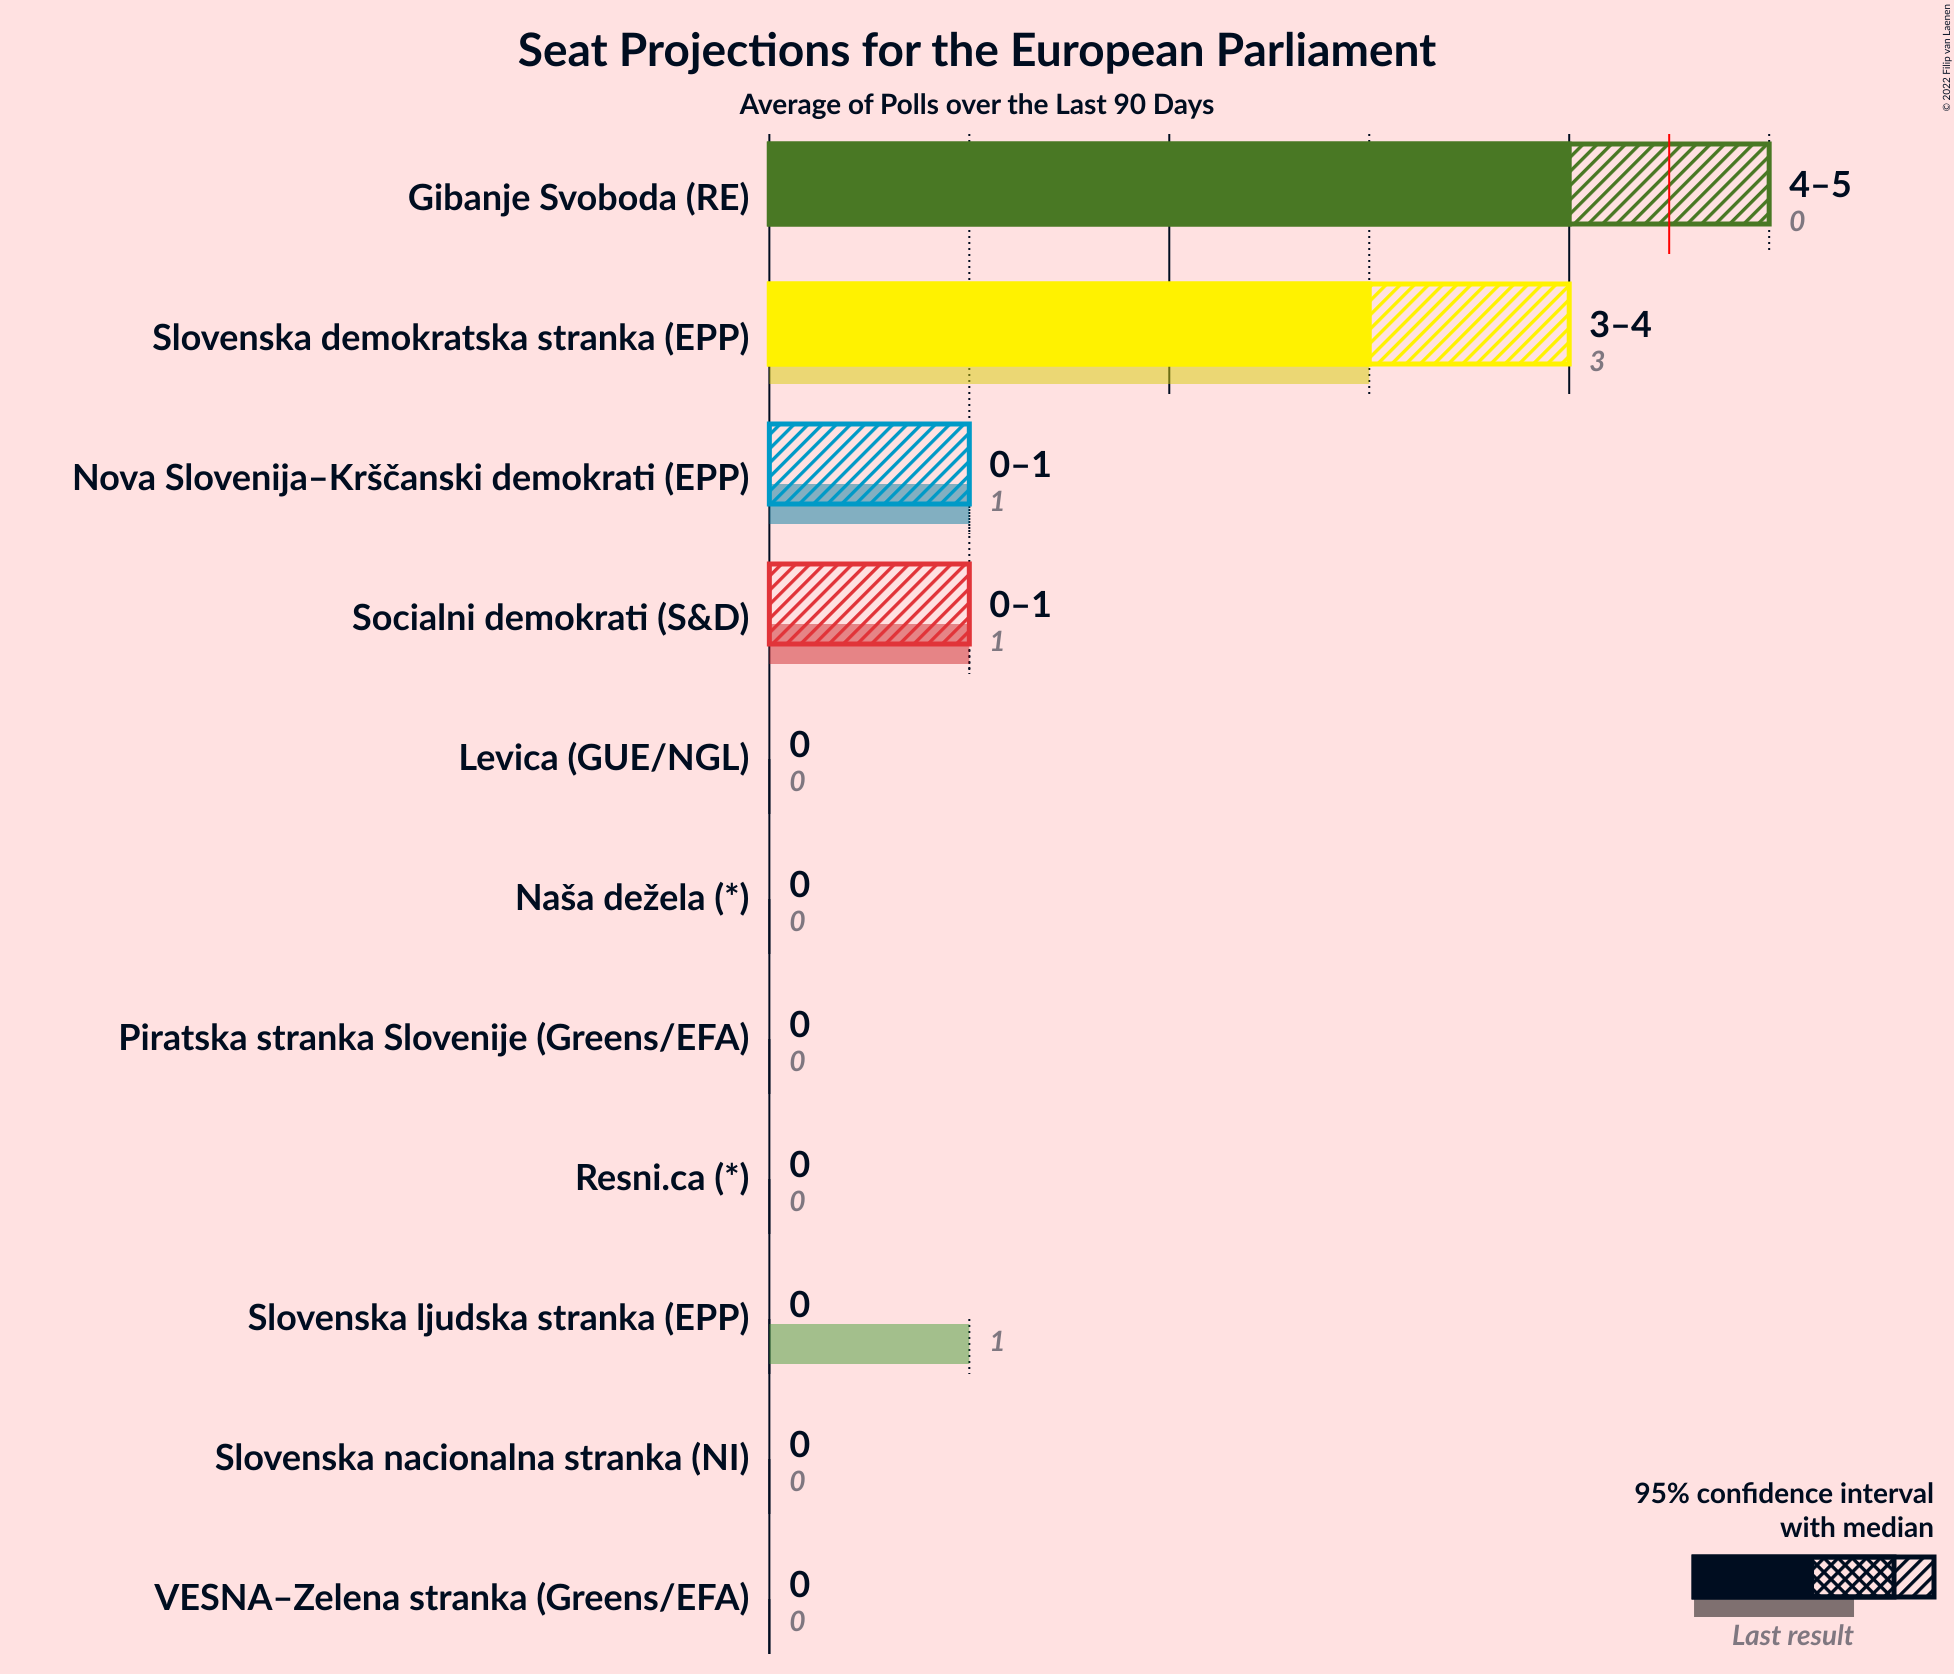 Seat Projections for the European Parliament
Average of Polls over the Last 90 Days
© 2022 Filip van Laenen
Gibanje Svoboda (RE)
4–5
0
Slovenska demokratska stranka (EPP)
3–4
3
Nova Slovenija–Krščanski demokrati (EPP)
0–1
1
Socialni demokrati (S&D)
0–1
1
Levica (GUE/NGL)
0
0
Naša dežela (*)
0
0
Piratska stranka Slovenije (Greens/EFA)
0
0
Resni.ca (*)
0
0
Slovenska ljudska stranka (EPP)
0
1
Slovenska nacionalna stranka (NI)
0
0
VESNA–Zelena stranka (Greens/EFA)
0
0
95% confidence interval
with median
Last result